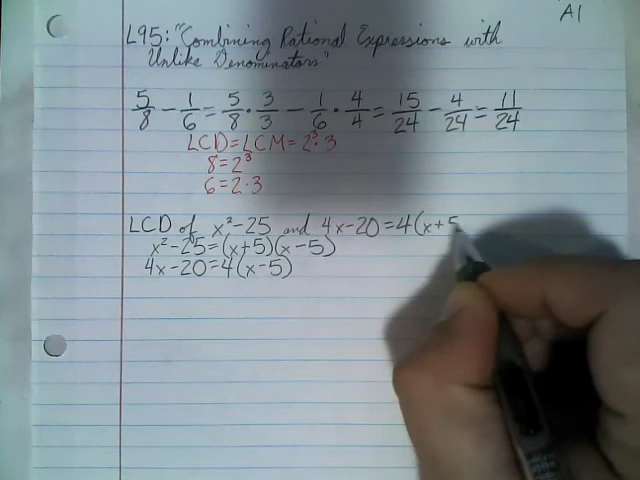 A1
L95: "Combining Rational Expressions with
Unlike Denominators"
5/8 - 1/6 = 5/8 · 3/3 - 1/6 · 4/4 = 15/24 - 4/24 = 11/24
LCD = LCM = 2³ · 3
8 = 2³
6 = 2 · 3
LCD of x² - 25 and 4x - 20 = 4(x + 5
x² - 25 = (x + 5)(x - 5)
4x - 20 = 4(x - 5)